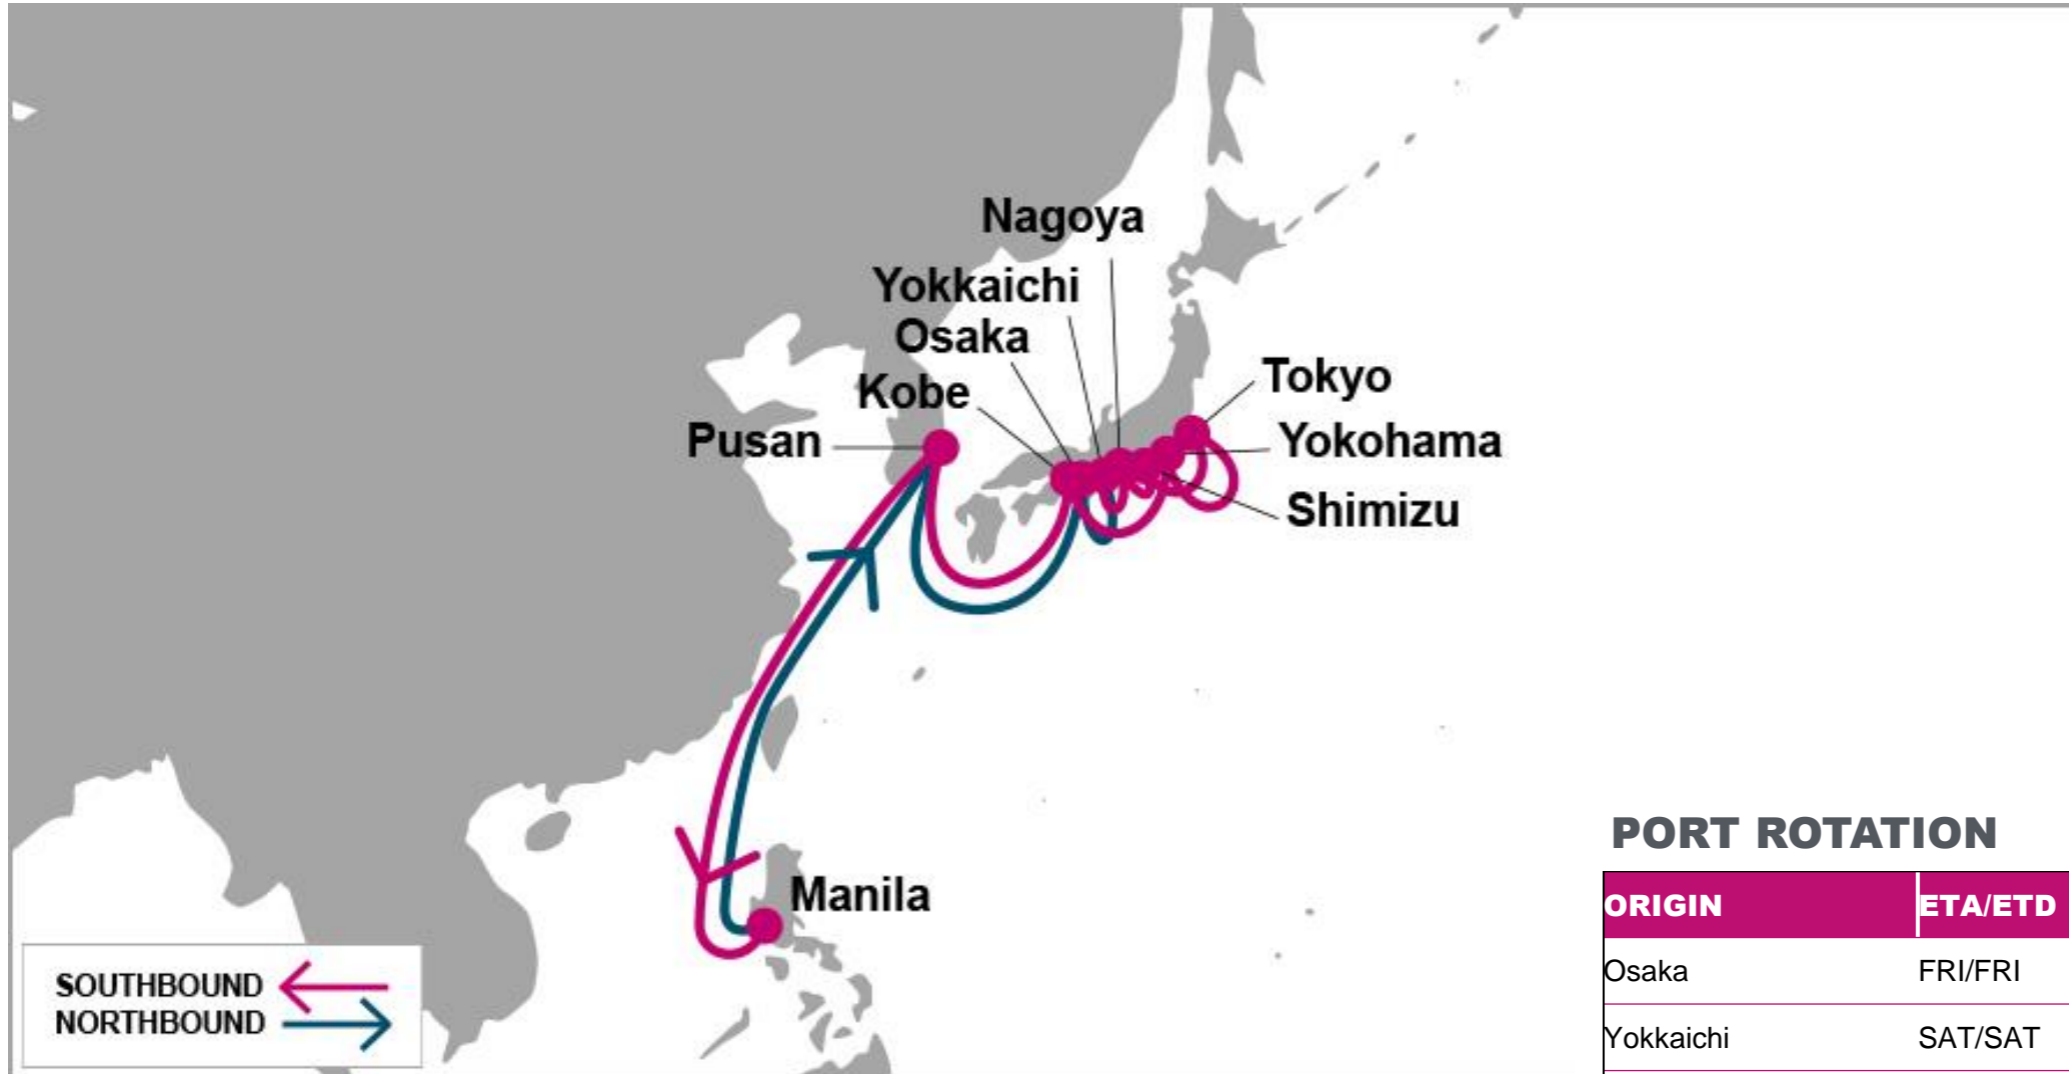 Nagoya
Yokkaichi
Osaka
Kobe
Tokyo
Pusan
Yokohama
Shimizu
Manila
SOUTHBOUND
NORTHBOUND
PORT ROTATION
ORIGIN ETA/ETD
Osaka FRI/FRI
Yokkaichi SAT/SAT